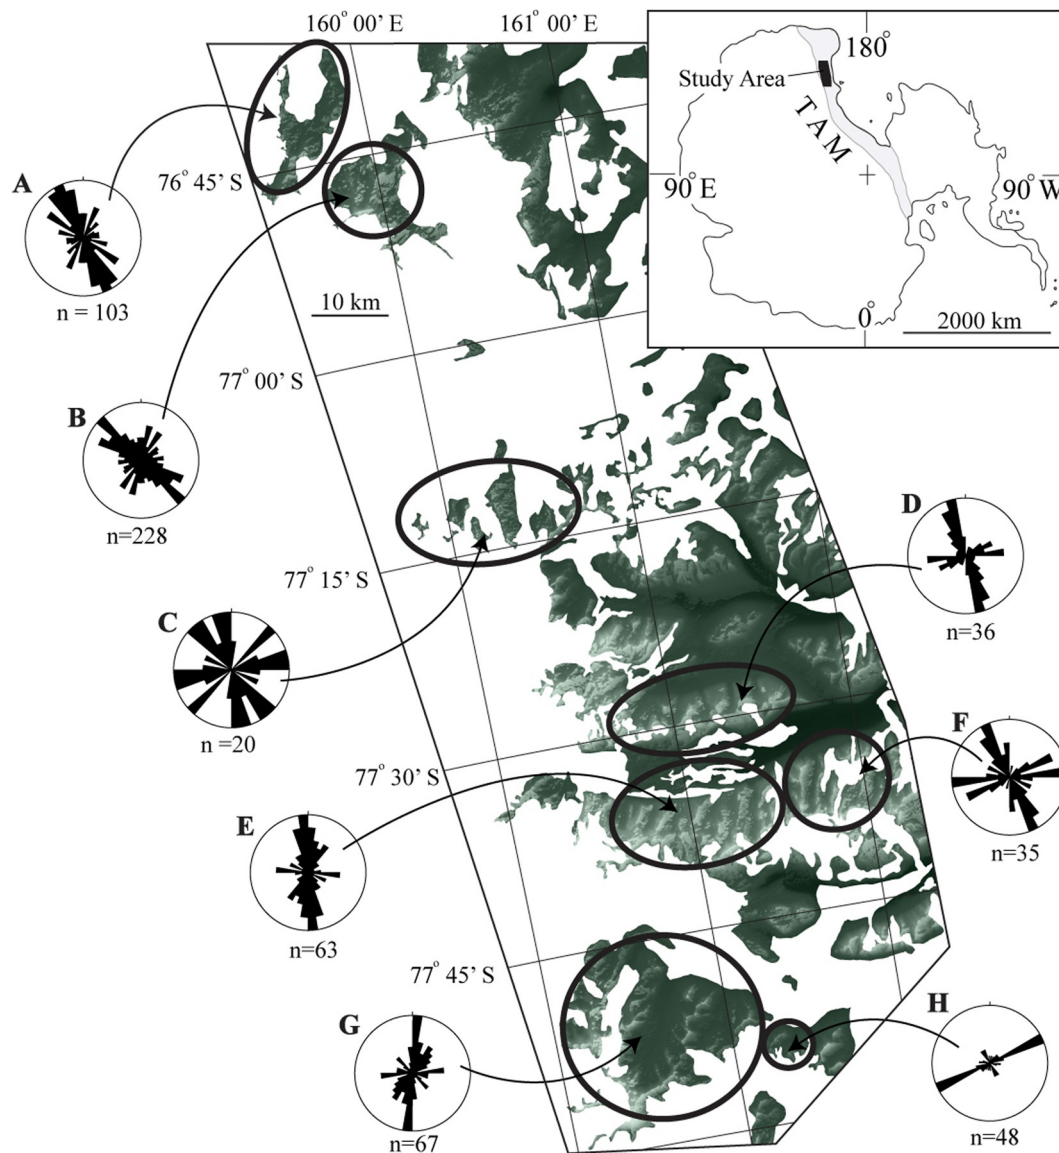 160° 00' E
161° 00' E
180°
Study Area
TAM
90° E
90° W
0°
2000 km
76° 45' S
A
n = 103
10 km
77° 00' S
B
n=228
D
n=36
77° 15' S
C
n =20
F
n=35
77° 30' S
E
n=63
77° 45' S
G
n=67
H
n=48